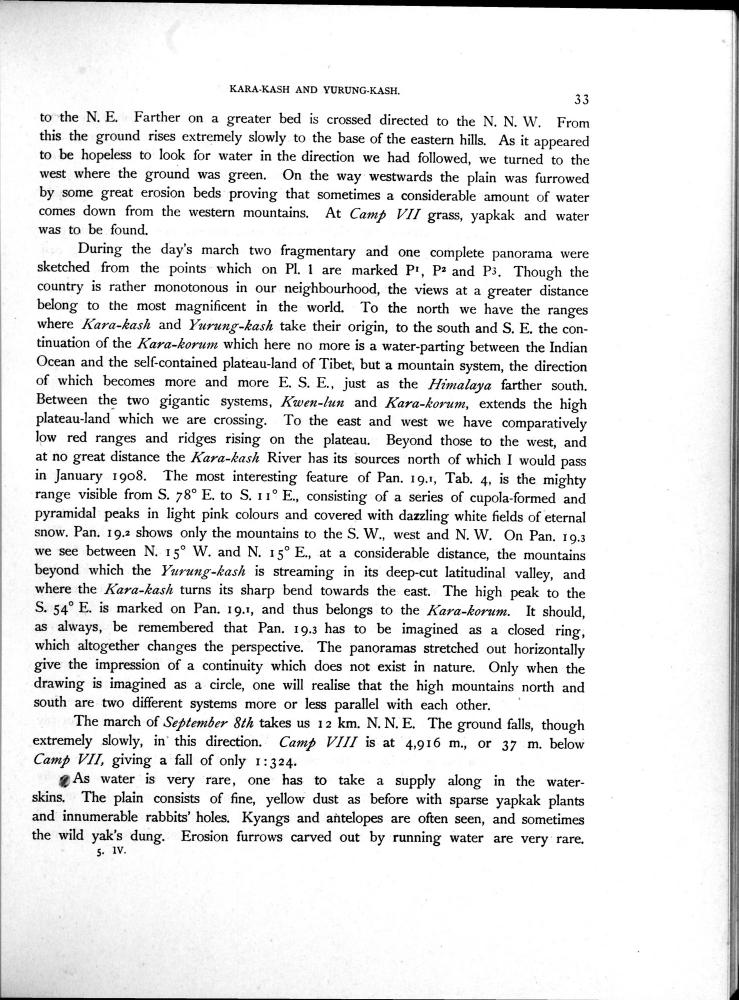 KARA-KASH AND YURUNG-KASH.
33
to the N. E. Farther on a greater bed is crossed directed to the N. N. W. From
this the ground rises extremely slowly to the base of the eastern hills. As it appeared
to be hopeless to look for water in the direction we had followed, we turned to the
west where the ground was green. On the way westwards the plain was furrowed
by some great erosion beds proving that sometimes a considerable amount of water
comes down from the western mountains. At Camp VII grass, yapkak and water
was to be found.
During the day's march two fragmentary and one complete panorama were
sketched from the points which on Pl. 1 are marked P¹, P² and P³. Though the
country is rather monotonous in our neighbourhood, the views at a greater distance
belong to the most magnificent in the world. To the north we have the ranges
where Kara-kash and Yurung-kash take their origin, to the south and S. E. the con-
tinuation of the Kara-korum which here no more is a water-parting between the Indian
Ocean and the self-contained plateau-land of Tibet, but a mountain system, the direction
of which becomes more and more E. S. E., just as the Himalaya farther south.
Between the two gigantic systems, Kwen-lun and Kara-korum, extends the high
plateau-land which we are crossing. To the east and west we have comparatively
low red ranges and ridges rising on the plateau. Beyond those to the west, and
at no great distance the Kara-kash River has its sources north of which I would pass
in January 1908. The most interesting feature of Pan. 19.1, Tab. 4, is the mighty
range visible from S. 78° E. to S. 11° E., consisting of a series of cupola-formed and
pyramidal peaks in light pink colours and covered with dazzling white fields of eternal
snow. Pan. 19.2 shows only the mountains to the S. W., west and N. W. On Pan. 19.3
we see between N. 15° W. and N. 15° E., at a considerable distance, the mountains
beyond which the Yurung-kash is streaming in its deep-cut latitudinal valley, and
where the Kara-kash turns its sharp bend towards the east. The high peak to the
S. 54° E. is marked on Pan. 19.1, and thus belongs to the Kara-korum. It should,
as always, be remembered that Pan. 19.3 has to be imagined as a closed ring,
which altogether changes the perspective. The panoramas stretched out horizontally
give the impression of a continuity which does not exist in nature. Only when the
drawing is imagined as a circle, one will realise that the high mountains north and
south are two different systems more or less parallel with each other.
The march of September 8th takes us 12 km. N. N. E. The ground falls, though
extremely slowly, in this direction. Camp VIII is at 4,916 m., or 37 m. below
Camp VII, giving a fall of only 1:324.
As water is very rare, one has to take a supply along in the water-
skins. The plain consists of fine, yellow dust as before with sparse yapkak plants
and innumerable rabbits' holes. Kyangs and antelopes are often seen, and sometimes
the wild yak's dung. Erosion furrows carved out by running water are very rare.
5. IV.